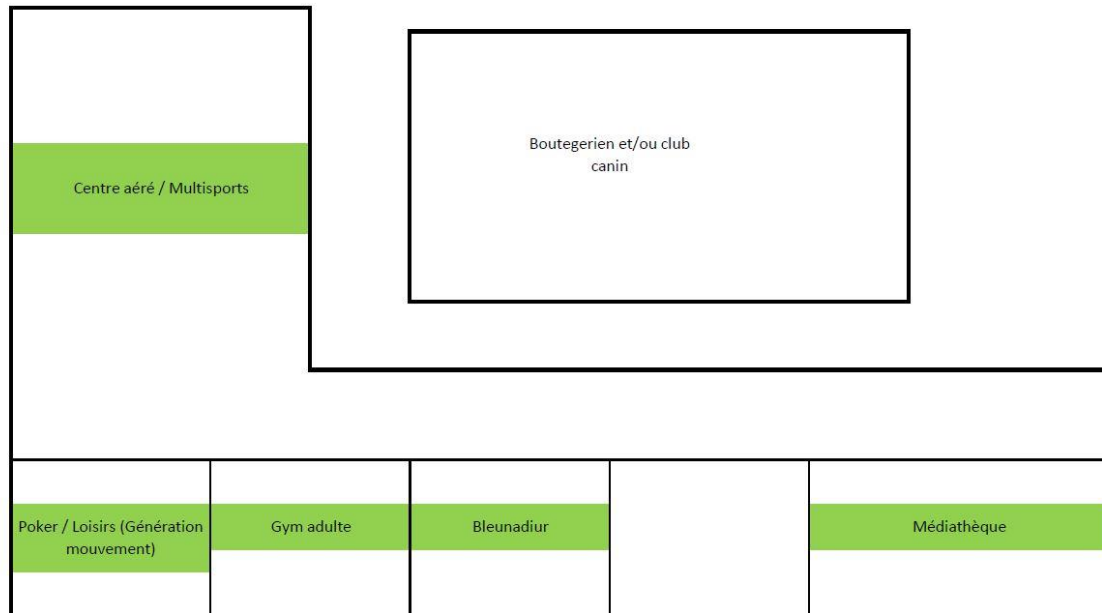 Boutegerien et/ou club
canin
Centre aéré / Multisports
Poker / Loisirs (Génération
mouvement)
Gym adulte
Bleunadiur
Médiathèque